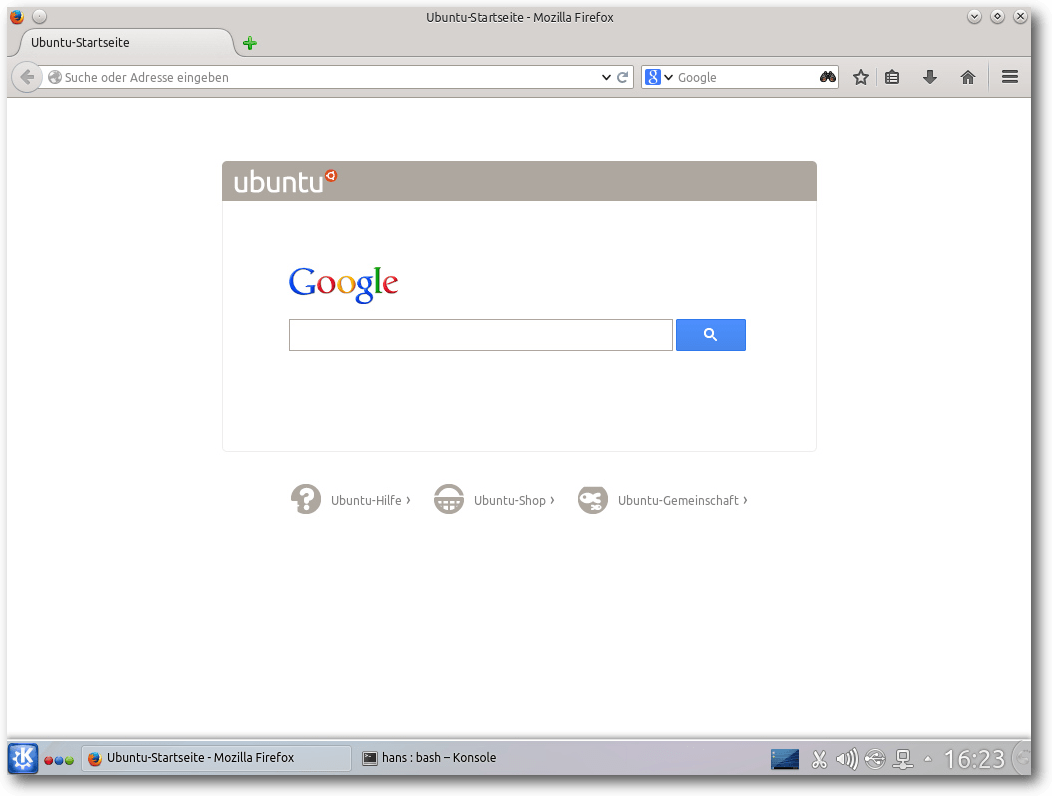 Ubuntu-Startseite - Mozilla Firefox
Ubuntu-Startseite
Suche oder Adresse eingeben
Google
ubuntu
Google
Ubuntu-Hilfe ›
Ubuntu-Shop ›
Ubuntu-Gemeinschaft ›
Ubuntu-Startseite - Mozilla Firefox
hans : bash – Konsole
16:23